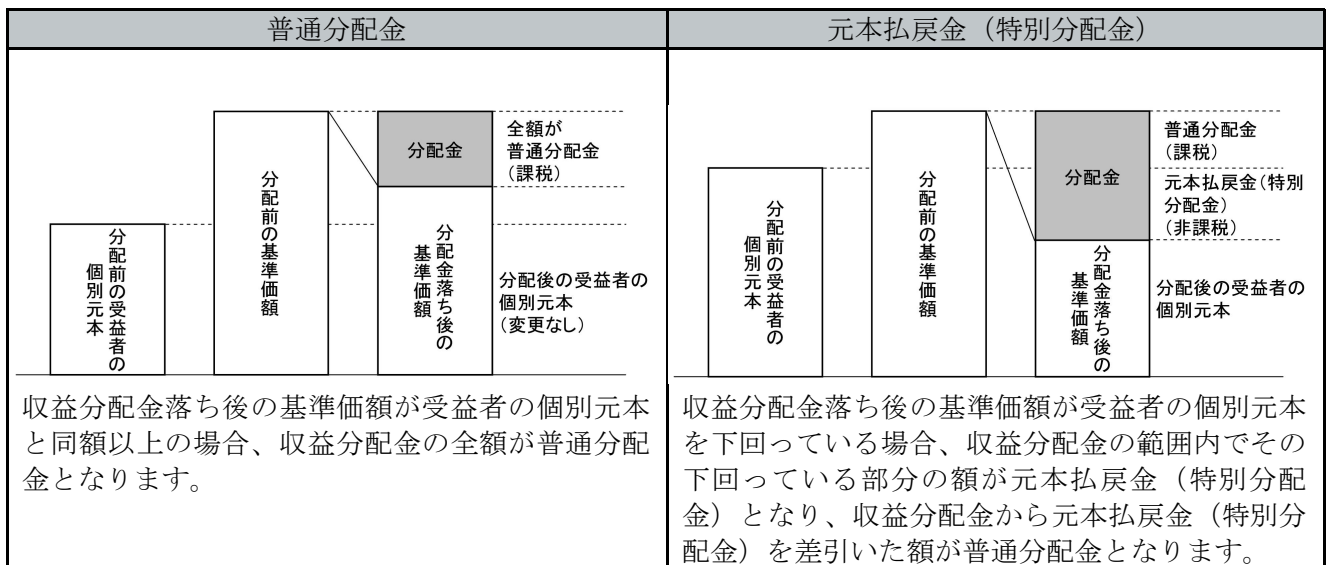 普通分配金
分配前の受益者の
個別元本
分配前の基準価額
分配金
分配金落ち後の
基準価額
全額が
普通分配金
（課税）
分配後の受益者の
個別元本
（変更なし）
収益分配金落ち後の基準価額が受益者の個別元本
と同額以上の場合、収益分配金の全額が普通分配
金となります。
元本払戻金（特別分配金）
分配前の受益者の
個別元本
分配前の基準価額
分配金
分配金落ち後の
基準価額
普通分配金
（課税）
元本払戻金（特別
分配金）
（非課税）
分配後の受益者の
個別元本
収益分配金落ち後の基準価額が受益者の個別元本
を下回っている場合、収益分配金の範囲内でその
下回っている部分の額が元本払戻金（特別分配
金）となり、収益分配金から元本払戻金（特別分
配金）を差引いた額が普通分配金となります。